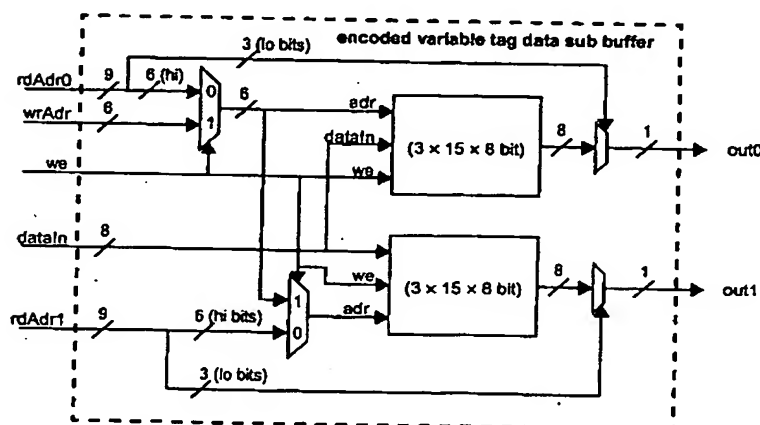 encoded variable tag data sub buffer
3 (lo bits)
rdAdr0
9
6 (hi)
0
6
wrAdr
6
1
adr
dataIn
(3 × 15 × 8 bit)
8
1
out0
we
we
dataIn
8
(3 × 15 × 8 bit)
8
1
out1
we
1
adr
rdAdr1
9
6 (hi bits)
0
3 (lo bits)